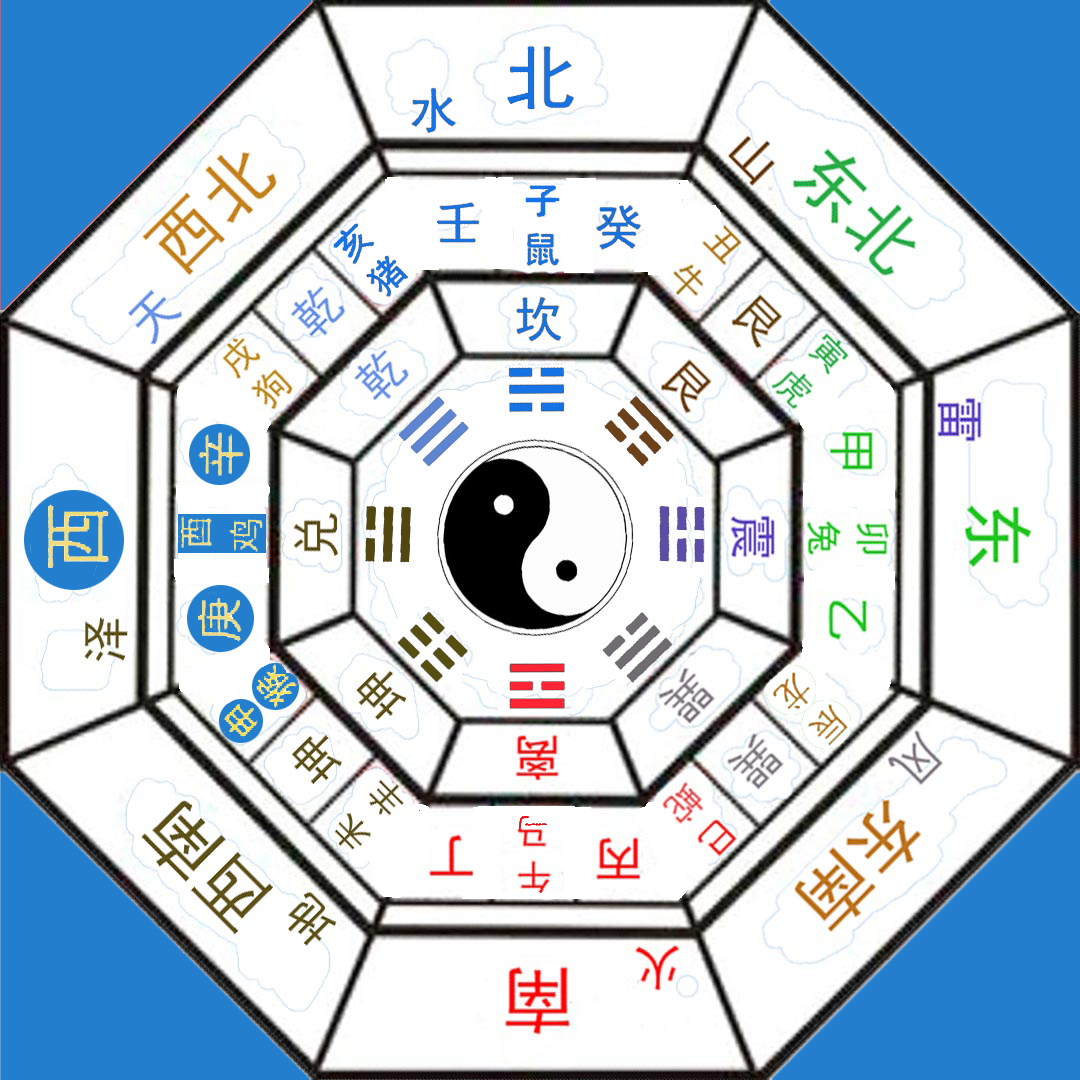 北
水
东北
山
东
雷
东南
风
南
火
西南
地
西
泽
西北
天
壬
子
鼠
癸
丑
牛
艮
寅
虎
甲
卯
兔
乙
辰
龙
巽
巳
蛇
丙
午
马
丁
未
羊
坤
申
猴
庚
酉
鸡
辛
戌
狗
乾
亥
猪
坎
艮
震
巽
离
坤
兑
乾